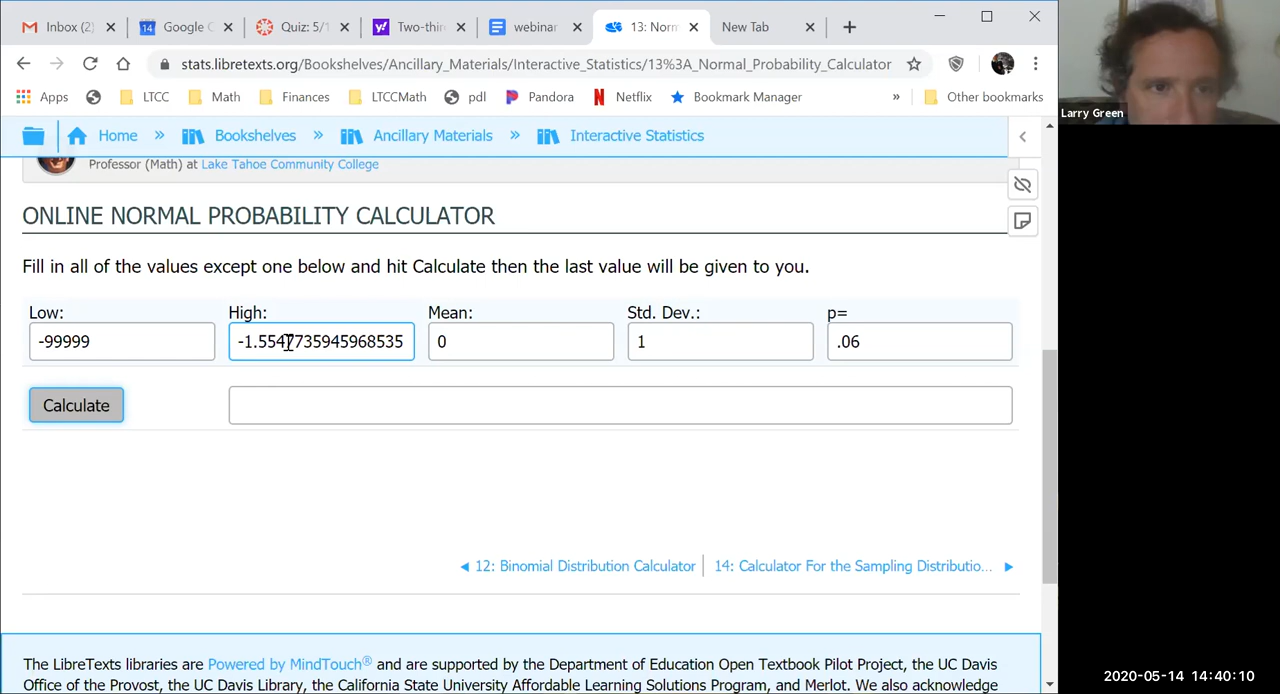 Inbox (2)
Google C
Quiz: 5/1
Two-thir
webinar
13: Norm
New Tab
stats.libretexts.org/Bookshelves/Ancillary_Materials/Interactive_Statistics/13%3A_Normal_Probability_Calculator
Apps
LTCC
Math
Finances
LTCCMath
pdl
Pandora
Netflix
Bookmark Manager
»
Other bookmarks
Larry Green
Home » Bookshelves » Ancillary Materials » Interactive Statistics
Professor (Math) at Lake Tahoe Community College
ONLINE NORMAL PROBABILITY CALCULATOR
Fill in all of the values except one below and hit Calculate then the last value will be given to you.
Low: High: Mean: Std. Dev.: p=
-99999 -1.5547735945968535 0 1 .06
Calculate
◄ 12: Binomial Distribution Calculator | 14: Calculator For the Sampling Distributio... ►
The LibreTexts libraries are Powered by MindTouch® and are supported by the Department of Education Open Textbook Pilot Project, the UC Davis
Office of the Provost, the UC Davis Library, the California State University Affordable Learning Solutions Program, and Merlot. We also acknowledge
2020-05-14 14:40:10